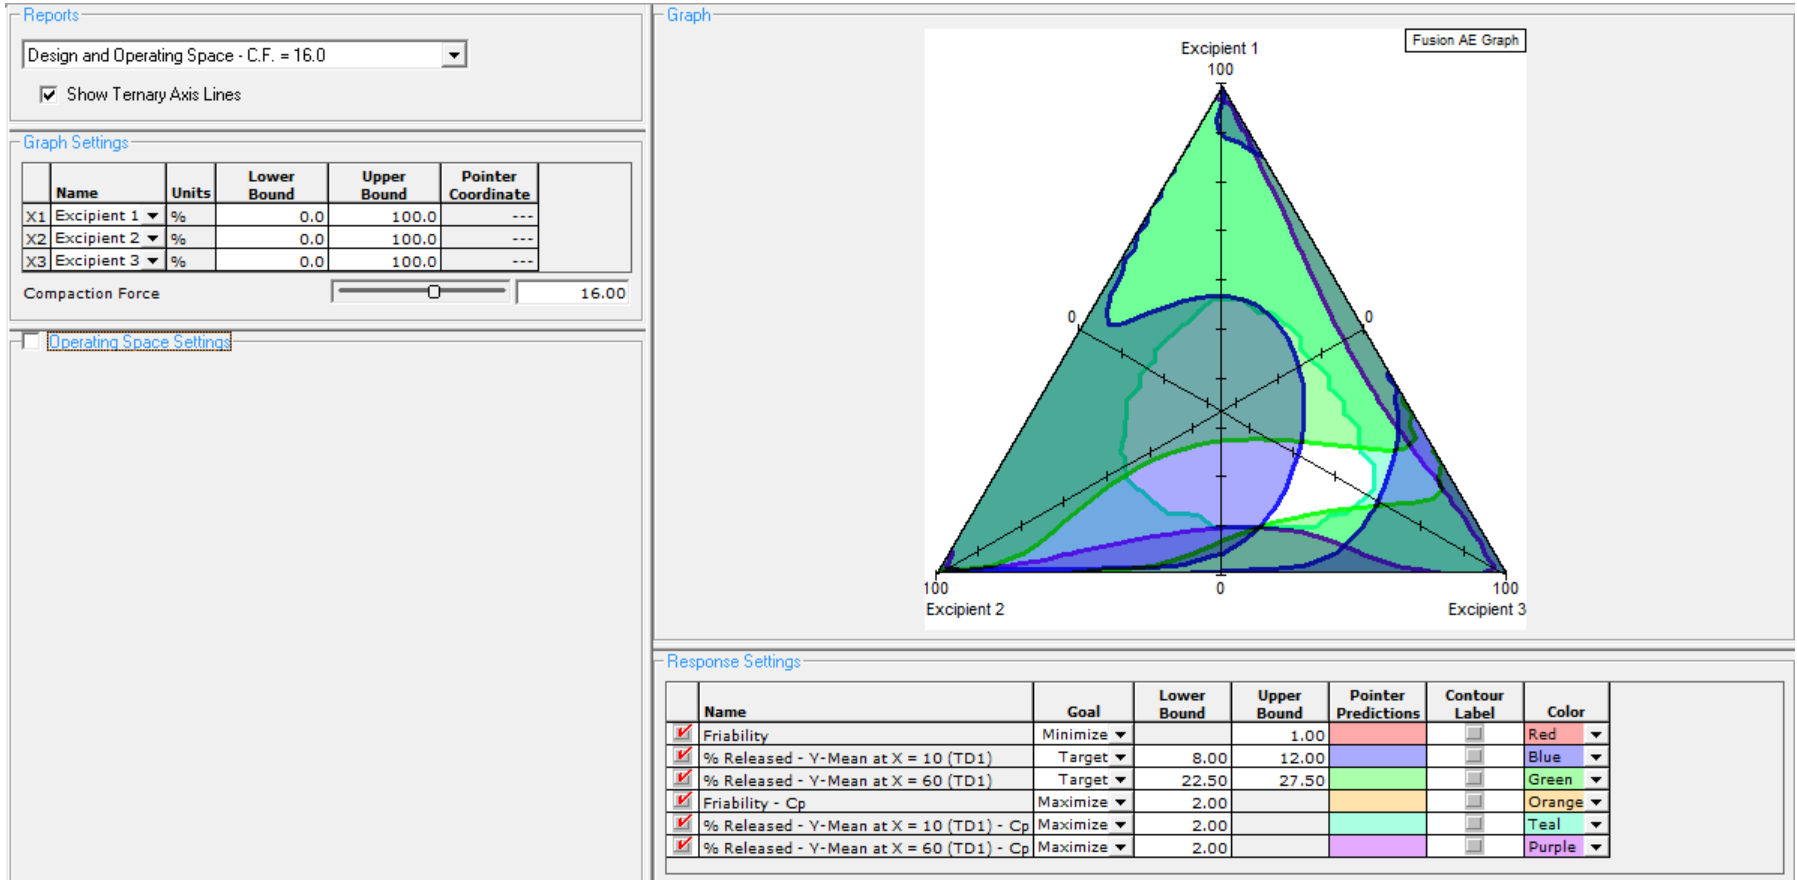 Reports
Design and Operating Space - C.F. = 16.0
Show Ternary Axis Lines
Graph Settings
Name Units Lower Bound Upper Bound Pointer Coordinate
X1 Excipient 1 % 0.0 100.0 ---
X2 Excipient 2 % 0.0 100.0 ---
X3 Excipient 3 % 0.0 100.0 ---
Compaction Force 16.00
Operating Space Settings
Graph
Fusion AE Graph
Excipient 1
100
0 0
100 0 100
Excipient 2 Excipient 3
Response Settings
Name Goal Lower Bound Upper Bound Pointer Predictions Contour Label Color
Friability Minimize 1.00 Red
% Released - Y-Mean at X = 10 (TD1) Target 8.00 12.00 Blue
% Released - Y-Mean at X = 60 (TD1) Target 22.50 27.50 Green
Friability - Cp Maximize 2.00 Orange
% Released - Y-Mean at X = 10 (TD1) - Cp Maximize 2.00 Teal
% Released - Y-Mean at X = 60 (TD1) - Cp Maximize 2.00 Purple